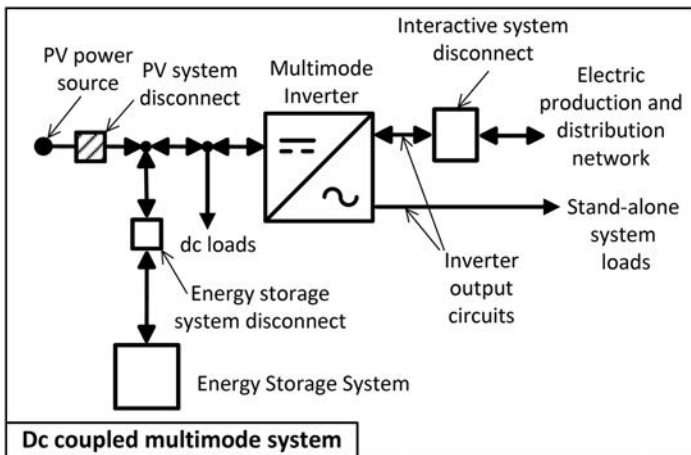 PV power
source
PV system
disconnect
Multimode
Inverter
Interactive system
disconnect
Electric
production and
distribution
network
dc loads
Stand-alone
system
loads
Inverter
output
circuits
Energy storage
system disconnect
Energy Storage System
Dc coupled multimode system